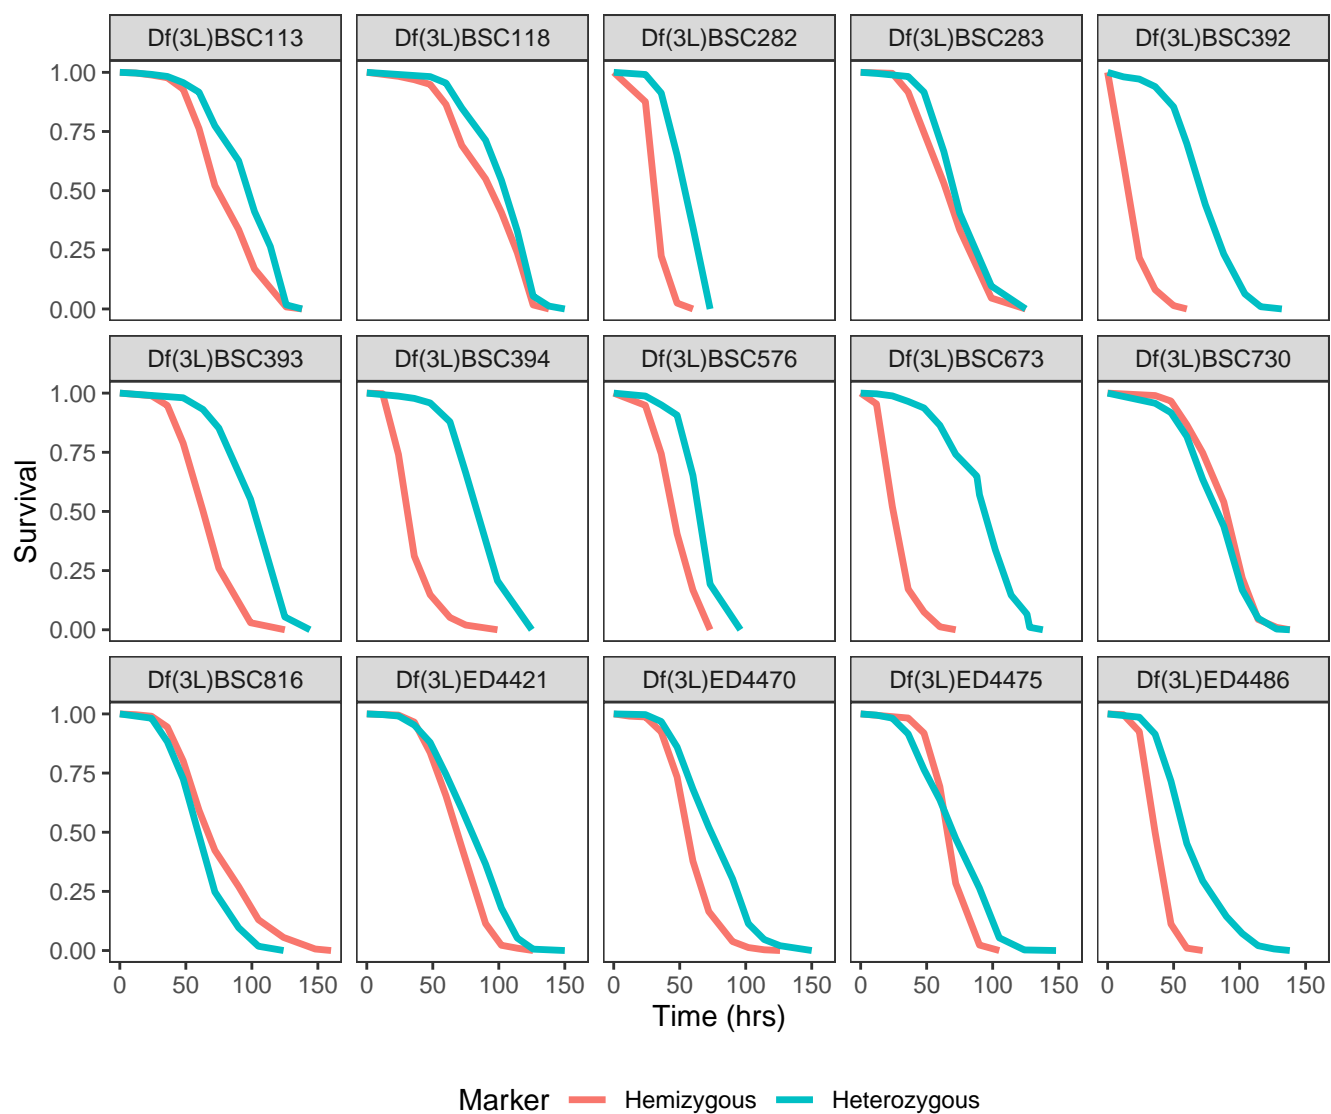 Df(3L)BSC113 Df(3L)BSC118 Df(3L)BSC282 Df(3L)BSC283 Df(3L)BSC392
1.00
0.75
0.50
0.25
0.00
Df(3L)BSC393 Df(3L)BSC394 Df(3L)BSC576 Df(3L)BSC673 Df(3L)BSC730
1.00
0.75
0.50
0.25
0.00
Survival
Df(3L)BSC816 Df(3L)ED4421 Df(3L)ED4470 Df(3L)ED4475 Df(3L)ED4486
1.00
0.75
0.50
0.25
0.00
0 50 100 150 0 50 100 150 0 50 100 150 0 50 100 150 0 50 100 150
Time (hrs)
Marker Hemizygous Heterozygous